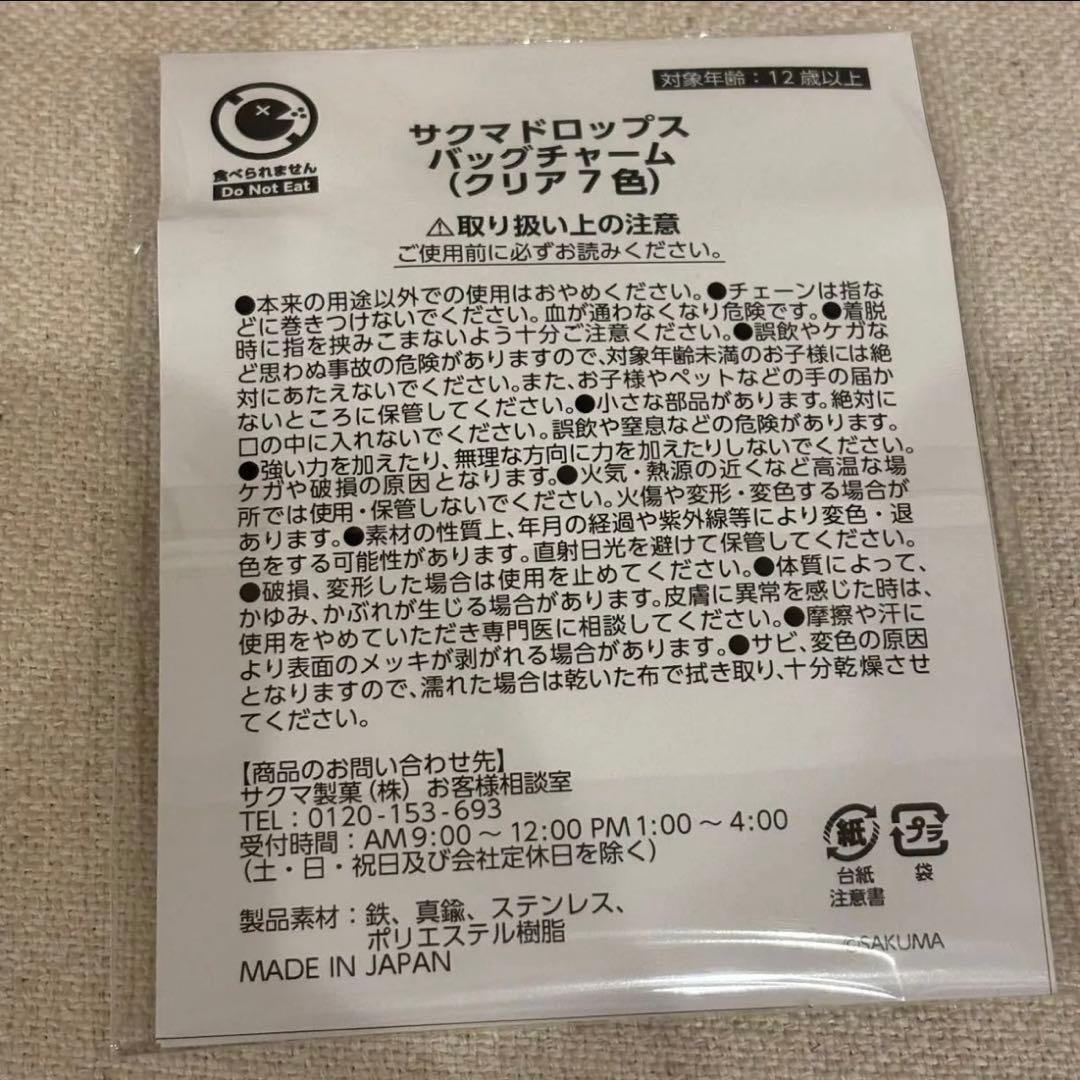 対象年齢：12歳以上
食べられません
Do Not Eat
サクマドロップス
バッグチャーム
（クリア７色）
⚠取り扱い上の注意
ご使用前に必ずお読みください。
●本来の用途以外での使用はおやめください。●チェーンは指な
どに巻きつけないでください。血が通わなくなり危険です。●着脱
時に指を挟みこまないよう十分ご注意ください。●誤飲やケガな
ど思わぬ事故の危険がありますので、対象年齢未満のお子様には絶
対にあたえないでください。また、お子様やペットなどの手の届か
ないところに保管してください。●小さな部品があります。絶対に
口の中に入れないでください。誤飲や窒息などの危険があります。
●強い力を加えたり、無理な方向に力を加えたりしないでください。
ケガや破損の原因となります。●火気・熱源の近くなど高温な場
所では使用・保管しないでください。火傷や変形・変色する場合が
あります。●素材の性質上、年月の経過や紫外線等により変色・退
色をする可能性があります。直射日光を避けて保管してください。
●破損、変形した場合は使用を止めてください。●体質によって、
かゆみ、かぶれが生じる場合があります。皮膚に異常を感じた時は、
使用をやめていただき専門医に相談してください。●摩擦や汗に
より表面のメッキが剥がれる場合があります。●サビ、変色の原因
となりますので、濡れた場合は乾いた布で拭き取り、十分乾燥させ
てください。
【商品のお問い合わせ先】
サクマ製菓（株） お客様相談室
TEL：0120-153-693
受付時間：AM9:00～12:00 PM1:00～4:00
（土・日・祝日及び会社定休日を除く）
紙
台紙
注意書
プラ
袋
製品素材：鉄、真鍮、ステンレス、
ポリエステル樹脂
MADE IN JAPAN
©SAKUMA